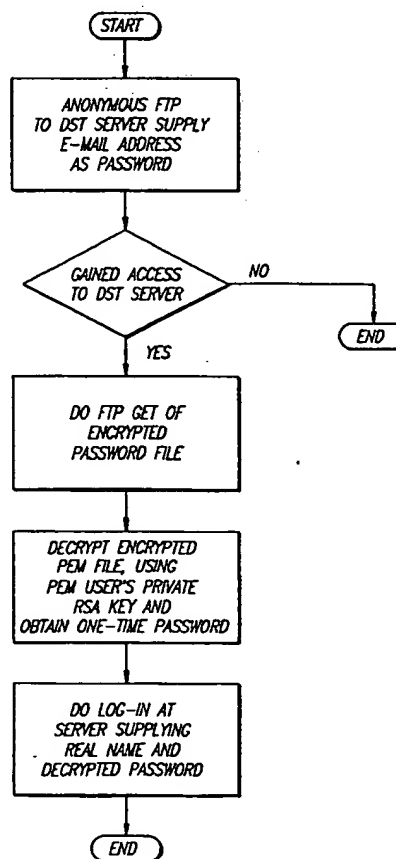 START
ANONYMOUS FTP
TO DST SERVER SUPPLY
E-MAIL ADDRESS
AS PASSWORD
GAINED ACCESS
TO DST SERVER
NO
END
YES
DO FTP GET OF
ENCRYPTED
PASSWORD FILE
DECRYPT ENCRYPTED
PEM FILE, USING
PEM USER'S PRIVATE
RSA KEY AND
OBTAIN ONE-TIME PASSWORD
DO LOG-IN AT
SERVER SUPPLYING
REAL NAME AND
DECRYPTED PASSWORD
END